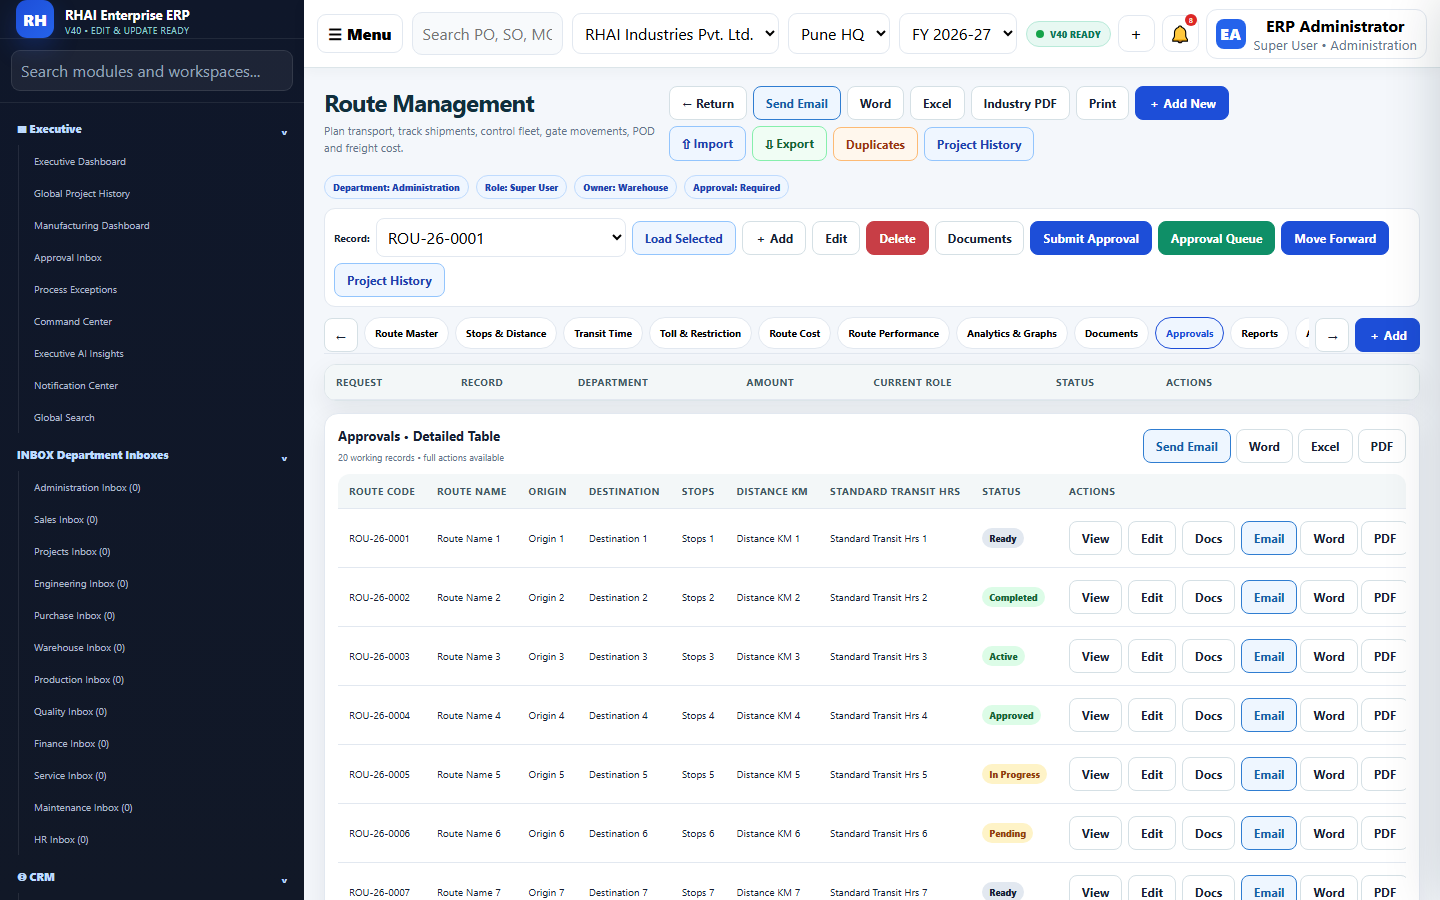 RH
RHAI Enterprise ERP
V40 • EDIT & UPDATE READY
Search modules and workspaces...
Executive
Executive Dashboard
Global Project History
Manufacturing Dashboard
Approval Inbox
Process Exceptions
Command Center
Executive AI Insights
Notification Center
Global Search
INBOX Department Inboxes
Administration Inbox (0)
Sales Inbox (0)
Projects Inbox (0)
Engineering Inbox (0)
Purchase Inbox (0)
Warehouse Inbox (0)
Production Inbox (0)
Quality Inbox (0)
Finance Inbox (0)
Service Inbox (0)
Maintenance Inbox (0)
HR Inbox (0)
CRM
☰ Menu
Search PO, SO, MO
RHAI Industries Pvt. Ltd.
Pune HQ
FY 2026-27
V40 READY
+
8
EA
ERP Administrator
Super User • Administration
Route Management
Plan transport, track shipments, control fleet, gate movements, POD
and freight cost.
← Return Send Email Word Excel Industry PDF Print + Add New
⇧ Import ⇩ Export Duplicates Project History
Department: Administration Role: Super User Owner: Warehouse Approval: Required
Record: ROU-26-0001 Load Selected + Add Edit Delete Documents Submit Approval Approval Queue Move Forward
Project History
← Route Master Stops & Distance Transit Time Toll & Restriction Route Cost Route Performance Analytics & Graphs Documents Approvals Reports → + Add
REQUEST RECORD DEPARTMENT AMOUNT CURRENT ROLE STATUS ACTIONS
Approvals • Detailed Table
20 working records • full actions available
Send Email Word Excel PDF
ROUTE CODE ROUTE NAME ORIGIN DESTINATION STOPS DISTANCE KM STANDARD TRANSIT HRS STATUS ACTIONS
ROU-26-0001 Route Name 1 Origin 1 Destination 1 Stops 1 Distance KM 1 Standard Transit Hrs 1 Ready View Edit Docs Email Word PDF
ROU-26-0002 Route Name 2 Origin 2 Destination 2 Stops 2 Distance KM 2 Standard Transit Hrs 2 Completed View Edit Docs Email Word PDF
ROU-26-0003 Route Name 3 Origin 3 Destination 3 Stops 3 Distance KM 3 Standard Transit Hrs 3 Active View Edit Docs Email Word PDF
ROU-26-0004 Route Name 4 Origin 4 Destination 4 Stops 4 Distance KM 4 Standard Transit Hrs 4 Approved View Edit Docs Email Word PDF
ROU-26-0005 Route Name 5 Origin 5 Destination 5 Stops 5 Distance KM 5 Standard Transit Hrs 5 In Progress View Edit Docs Email Word PDF
ROU-26-0006 Route Name 6 Origin 6 Destination 6 Stops 6 Distance KM 6 Standard Transit Hrs 6 Pending View Edit Docs Email Word PDF
ROU-26-0007 Route Name 7 Origin 7 Destination 7 Stops 7 Distance KM 7 Standard Transit Hrs 7 Ready View Edit Docs Email Word PDF